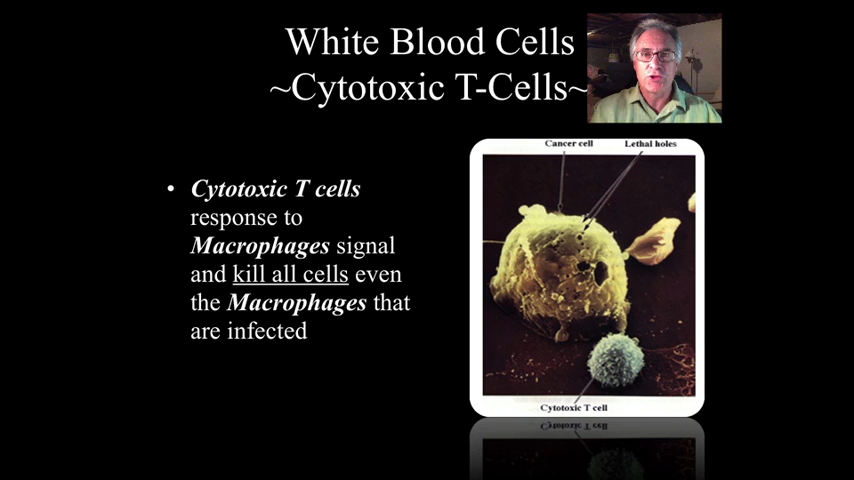 White Blood Cells
~Cytotoxic T-Cells~
• Cytotoxic T cells
response to
Macrophages signal
and kill all cells even
the Macrophages that
are infected
Cancer cell Lethal holes
Cytotoxic T cell